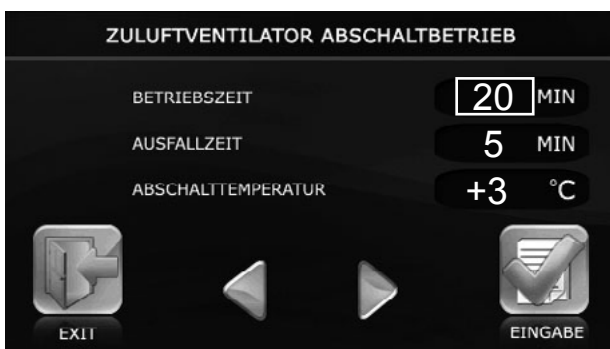 ZULUFTVENTILATOR ABSCHALTBETRIEB
BETRIEBSZEIT 20 MIN
AUSFALLZEIT 5 MIN
ABSCHALTTEMPERATUR +3 °C
EXIT EINGABE